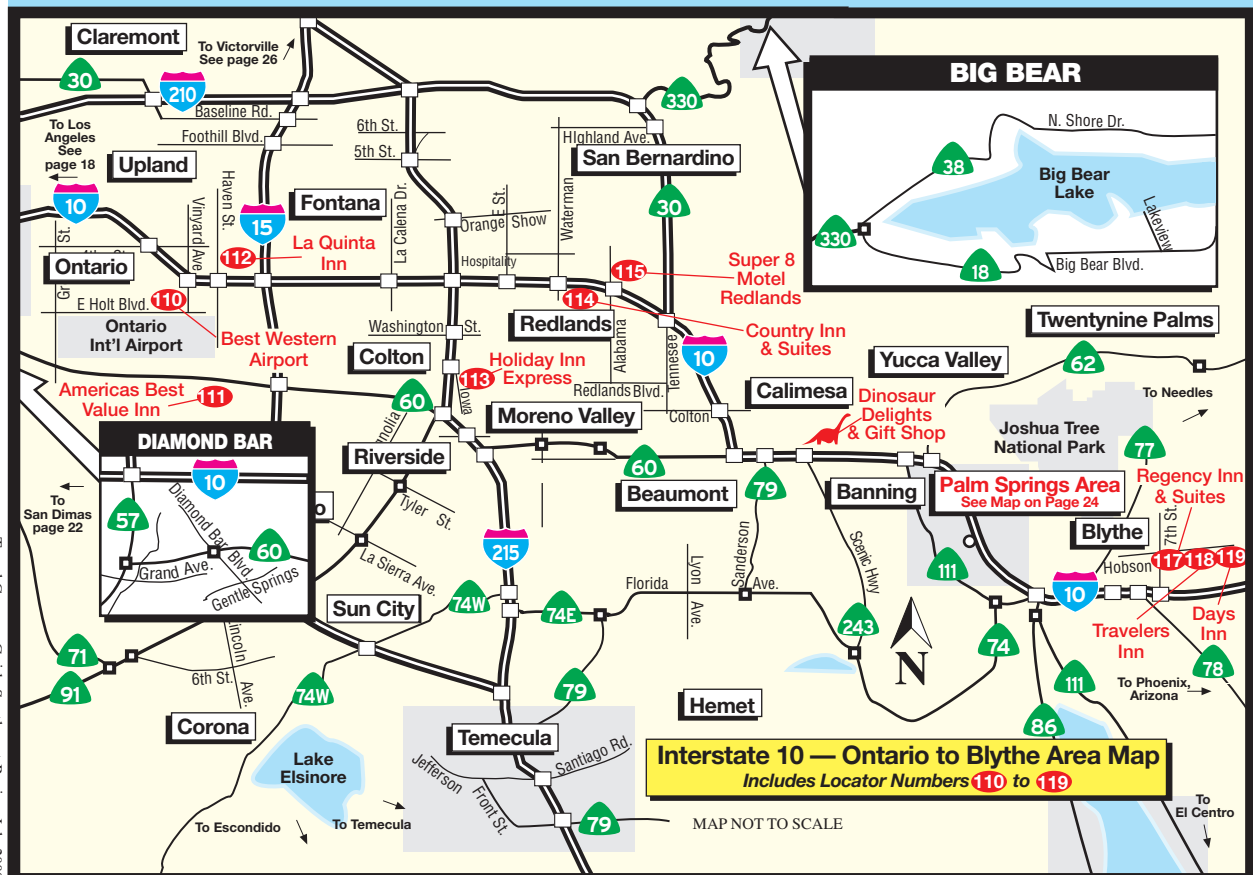 Claremont
To Victorville
See page 26
30
210
Baseline Rd.
Foothill Blvd.
To Los
Angeles
See
page 18
Upland
10
Haven St.
Vinyard Ave
15
Fontana
La Calena Dr.
6th St.
5th St.
330
HIghland Ave.
San Bernardino
30
Waterman
E St.
Orange Show
Hospitality
BIG BEAR
N. Shore Dr.
38
Big Bear
Lake
Lakeview
330
18
Big Bear Blvd.
Ontario
112
La Quinta
Inn
E Holt Blvd.
110
Ontario
Int'l Airport
Best Western
Airport
Americas Best
Value Inn
111
Washington St.
Colton
113
Holiday Inn
Express
Iowa
60
115
Super 8
Motel
Redlands
114
Redlands
Alabama
Tennesee
Country Inn
& Suites
10
Redlands Blvd.
Colton
Calimesa
Yucca Valley
Twentynine Palms
62
To Needles
Joshua Tree
National Park
77
Dinosaur
Delights
& Gift Shop
Moreno Valley
60
Beaumont
79
Banning
Palm Springs Area
See Map on Page 24
Regency Inn
& Suites
Blythe
7th St.
Hobson
117
118
119
10
Travelers
Inn
Days
Inn
78
To Phoenix,
Arizona
DIAMOND BAR
10
57
Diamond Bar Blvd.
60
Grand Ave.
Gentle Springs
To
San Dimas
page 22
Riverside
Tyler St.
La Sierra Ave.
215
Sun City
74W
74E
Florida Ave.
Lyon Ave.
Sanderson
Scenic Hwy
243
111
74
111
86
N
71
91
Lincoln Ave.
6th St.
74W
Corona
79
Hemet
Temecula
Lake
Elsinore
Jefferson
Front St.
Santiago Rd.
79
To Escondido
To Temecula
Interstate 10 — Ontario to Blythe Area Map
Includes Locator Numbers 110 to 119
MAP NOT TO SCALE
To
El Centro